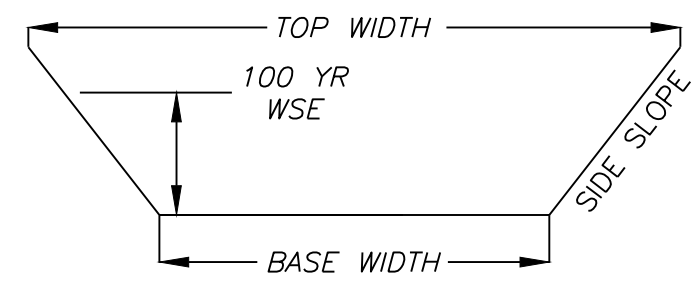 TOP WIDTH
100 YR
WSE
SIDE SLOPE
BASE WIDTH